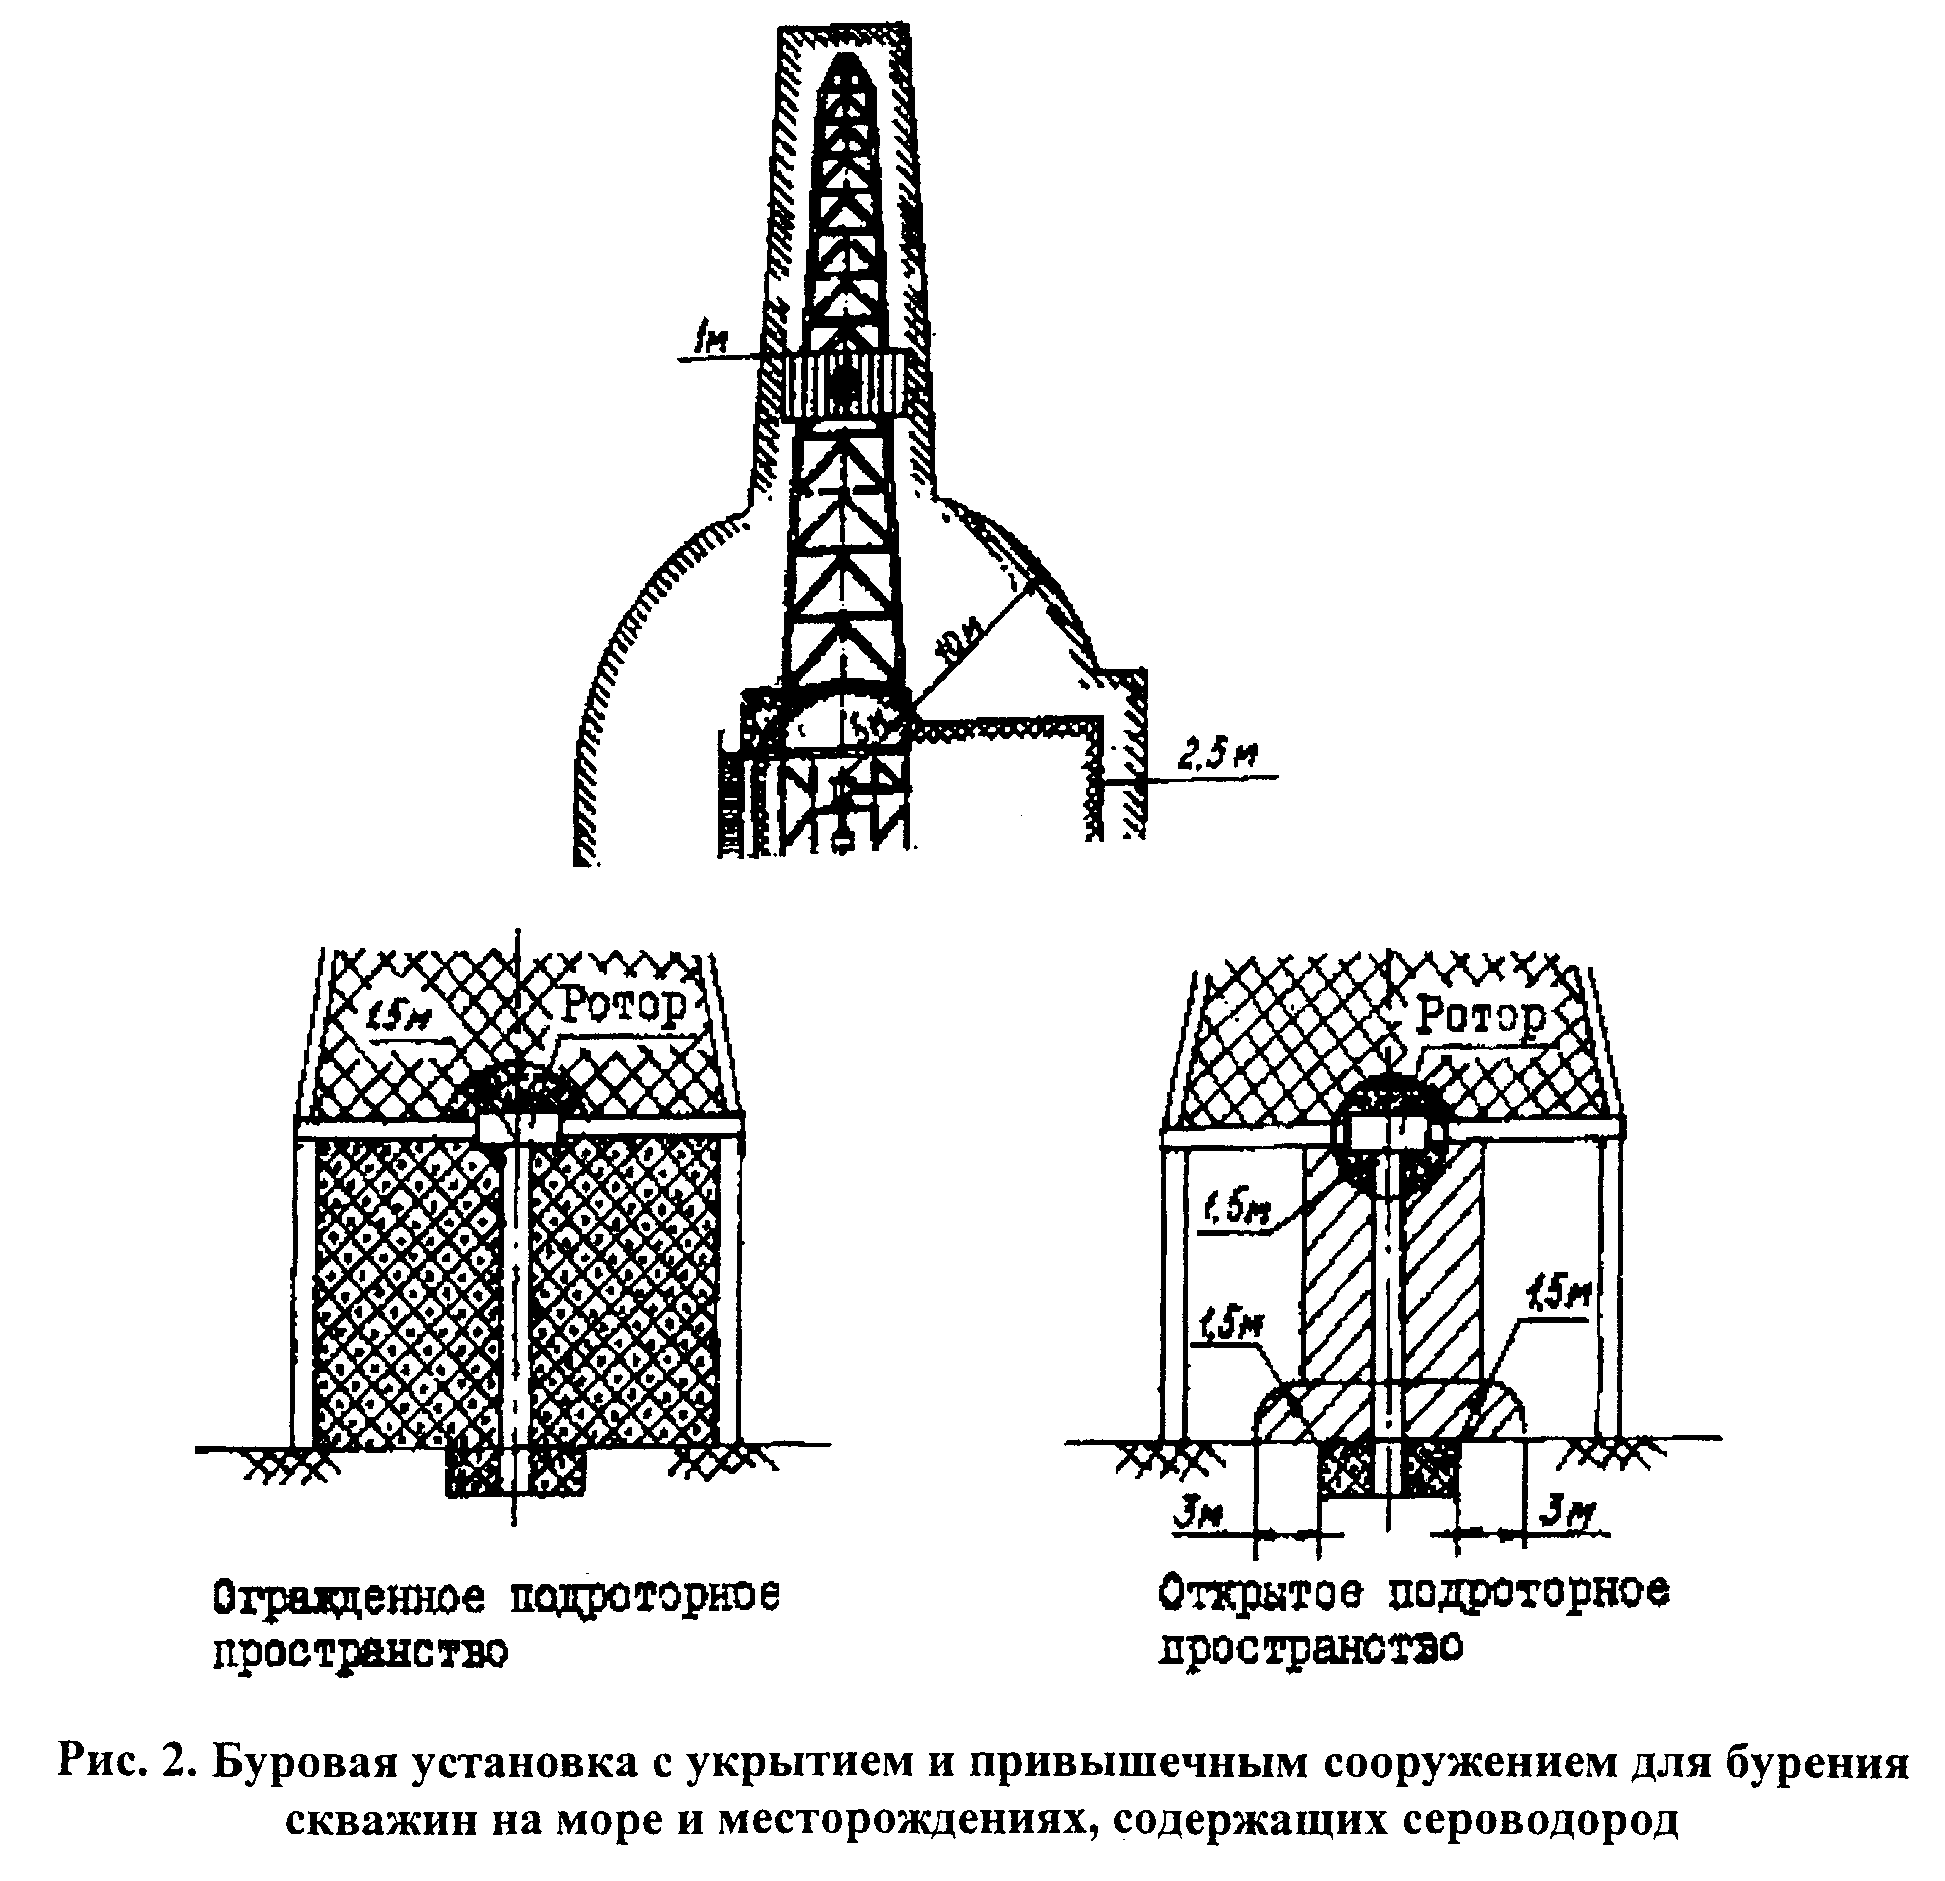 1м
10м
5м
2,5м
Ротор
1,5м
Ротор
1,5м
1,5м
1,5м
3м
3м
Огражденное подроторное
пространство
Открытое подроторное
пространство
Рис. 2. Буровая установка с укрытием и привышечным сооружением для бурения
скважин на море и месторождениях, содержащих сероводород